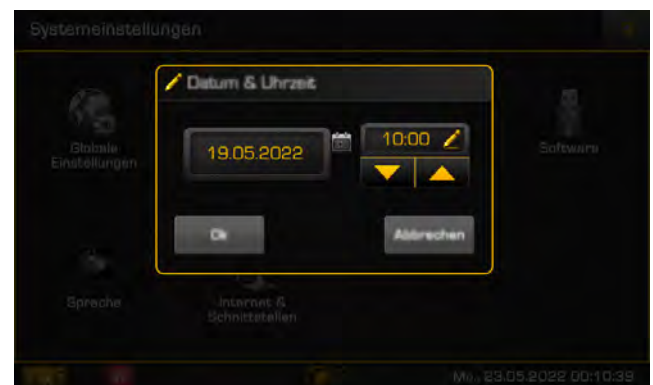 Systemeinstellungen
Datum & Uhrzeit
19.05.2022
10:00
Ok
Abbrechen
Globale
Einstellungen
Software
Sprache
Internet &
Schnittstellen
23.05.2022 00:10:39